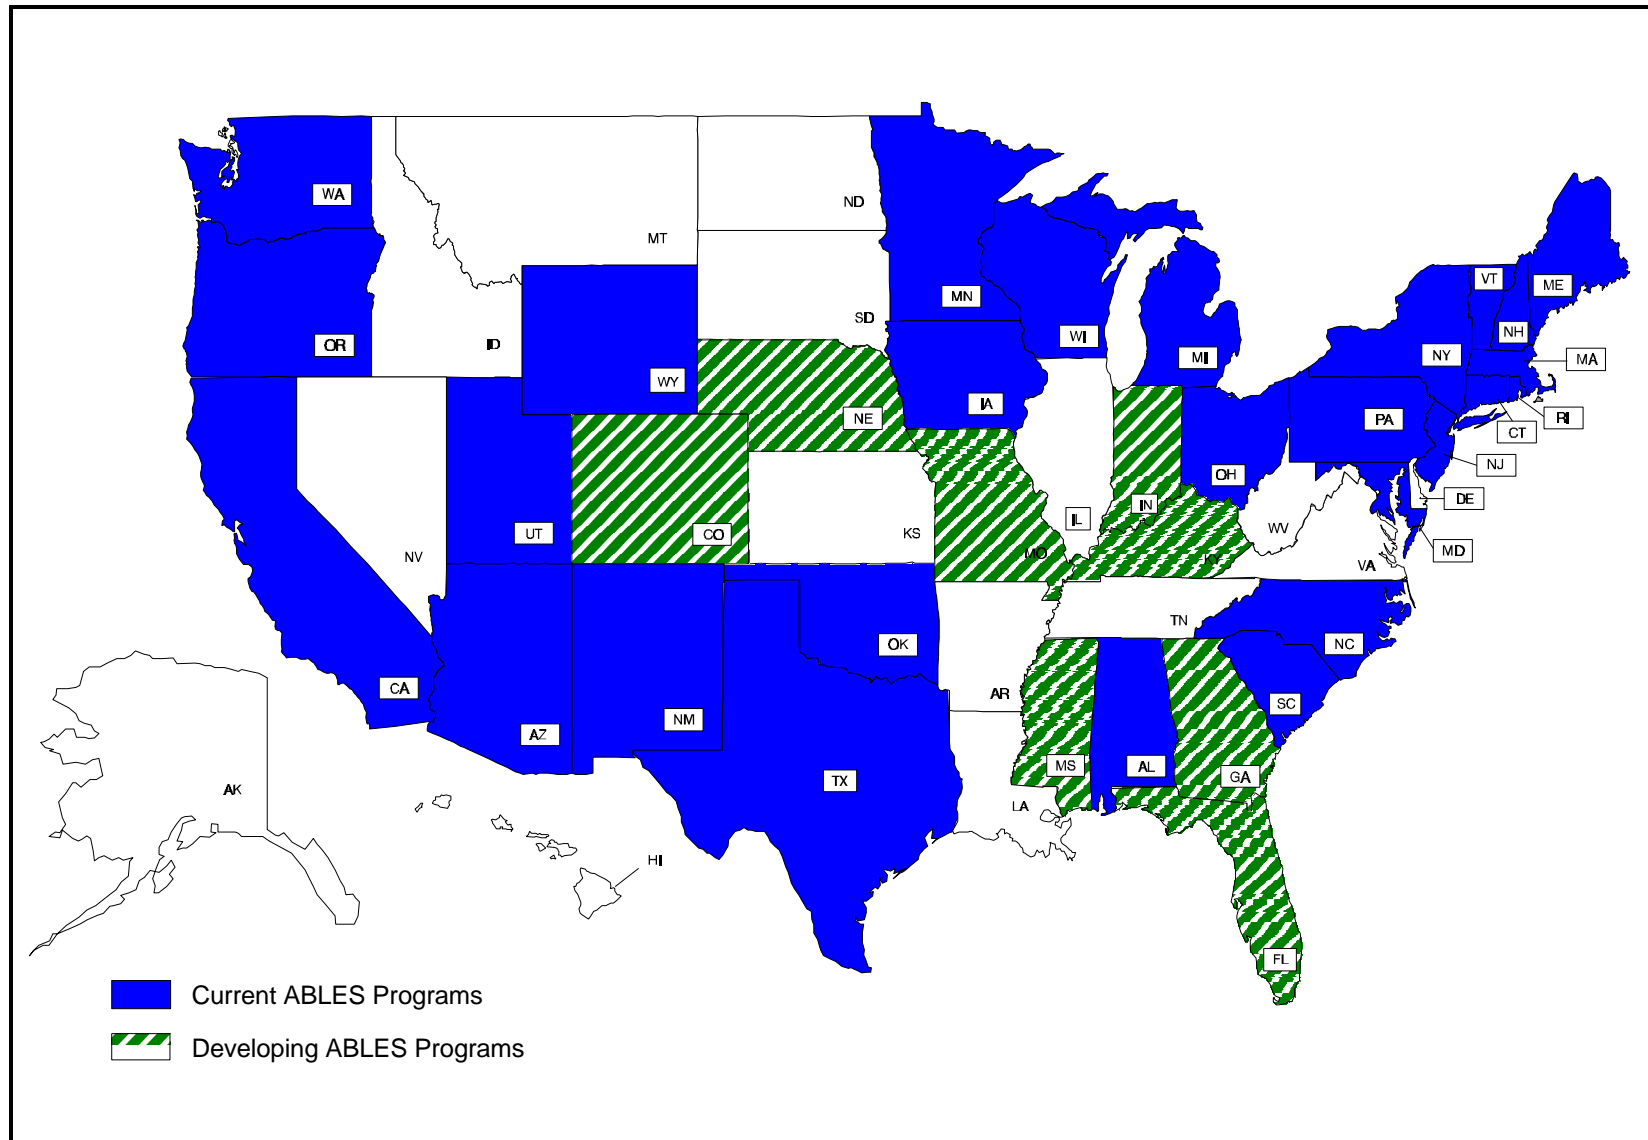 WA
MT
ND
MN
VT
ME
OR
ID
SD
WI
MI
NY
NH
MA
WY
NE
IA
PA
CT
RI
NJ
OH
DE
UT
CO
KS
MO
IL
IN
KY
WV
VA
MD
NV
CA
AZ
NM
OK
AR
TN
NC
SC
TX
LA
MS
AL
GA
FL
AK
HI
Current ABLES Programs
Developing ABLES Programs